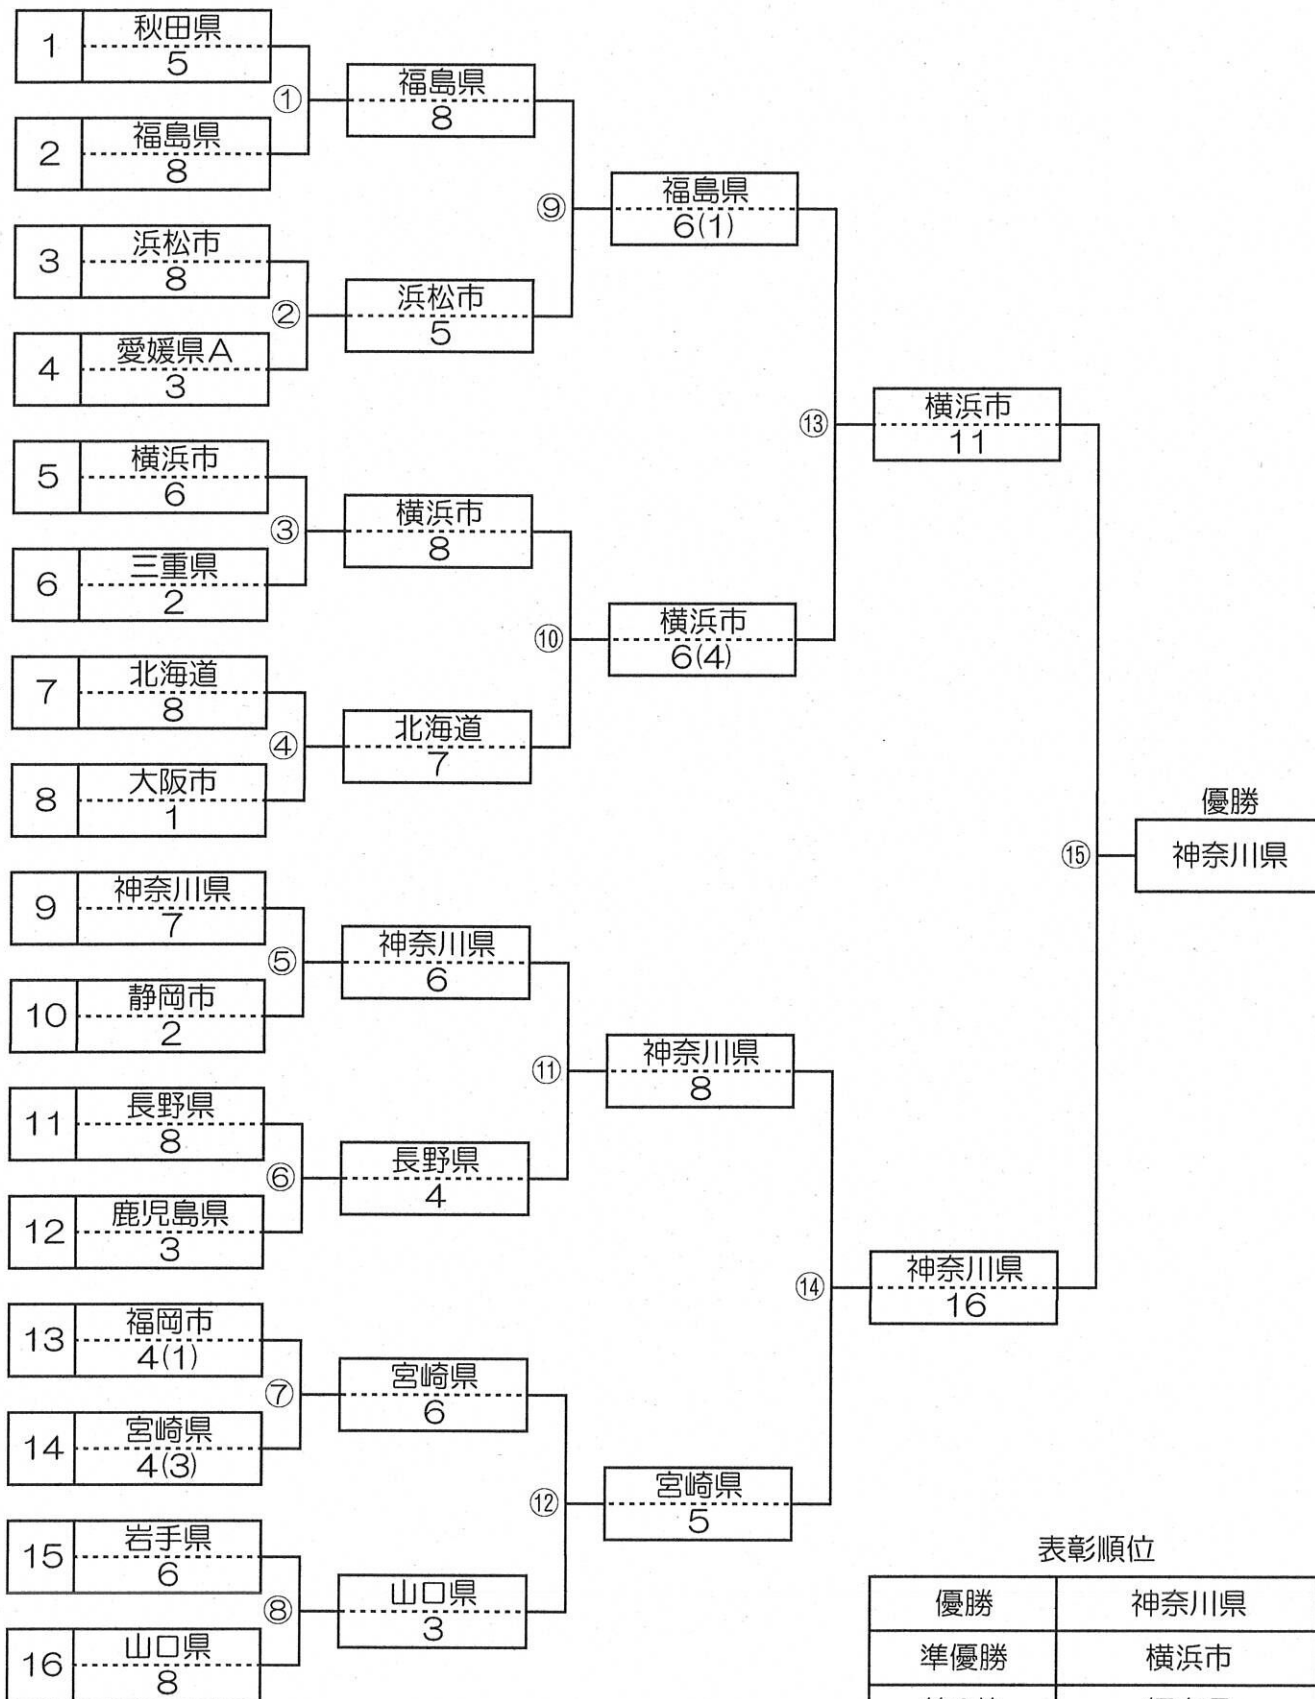 1
秋田県
5
①
福島県
8
2
福島県
8
⑨
福島県
6(1)
3
浜松市
8
②
浜松市
5
4
愛媛県A
3
⑬
横浜市
11
5
横浜市
6
③
横浜市
8
6
三重県
2
⑩
横浜市
6(4)
7
北海道
8
④
北海道
7
8
大阪市
1
⑮
優勝
神奈川県
9
神奈川県
7
⑤
神奈川県
6
10
静岡市
2
⑪
神奈川県
8
11
長野県
8
⑥
長野県
4
12
鹿児島県
3
⑭
神奈川県
16
13
福岡市
4(1)
⑦
宮崎県
6
14
宮崎県
4(3)
⑫
宮崎県
5
15
岩手県
6
⑧
山口県
3
16
山口県
8
表彰順位
優勝 神奈川県
準優勝 横浜市